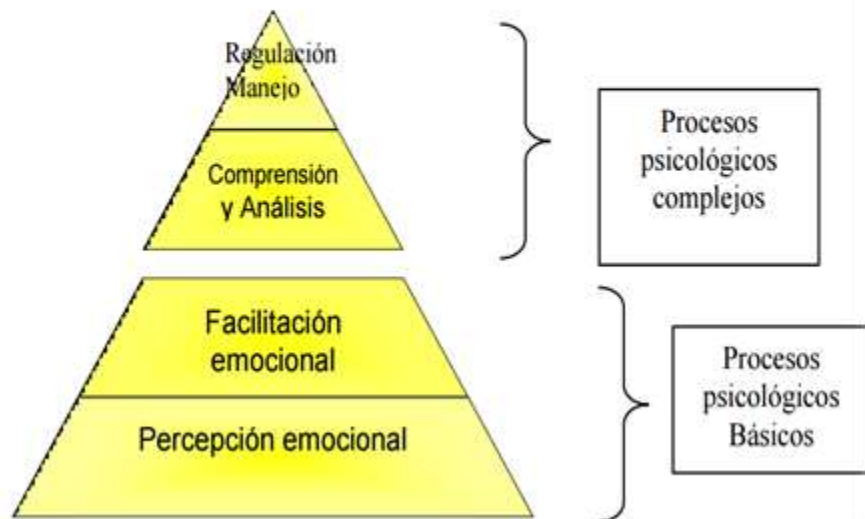 Regulación
Manejo
Comprensión
y Análisis
Procesos
psicológicos
complejos
Facilitación
emocional
Percepción emocional
Procesos
psicológicos
Básicos